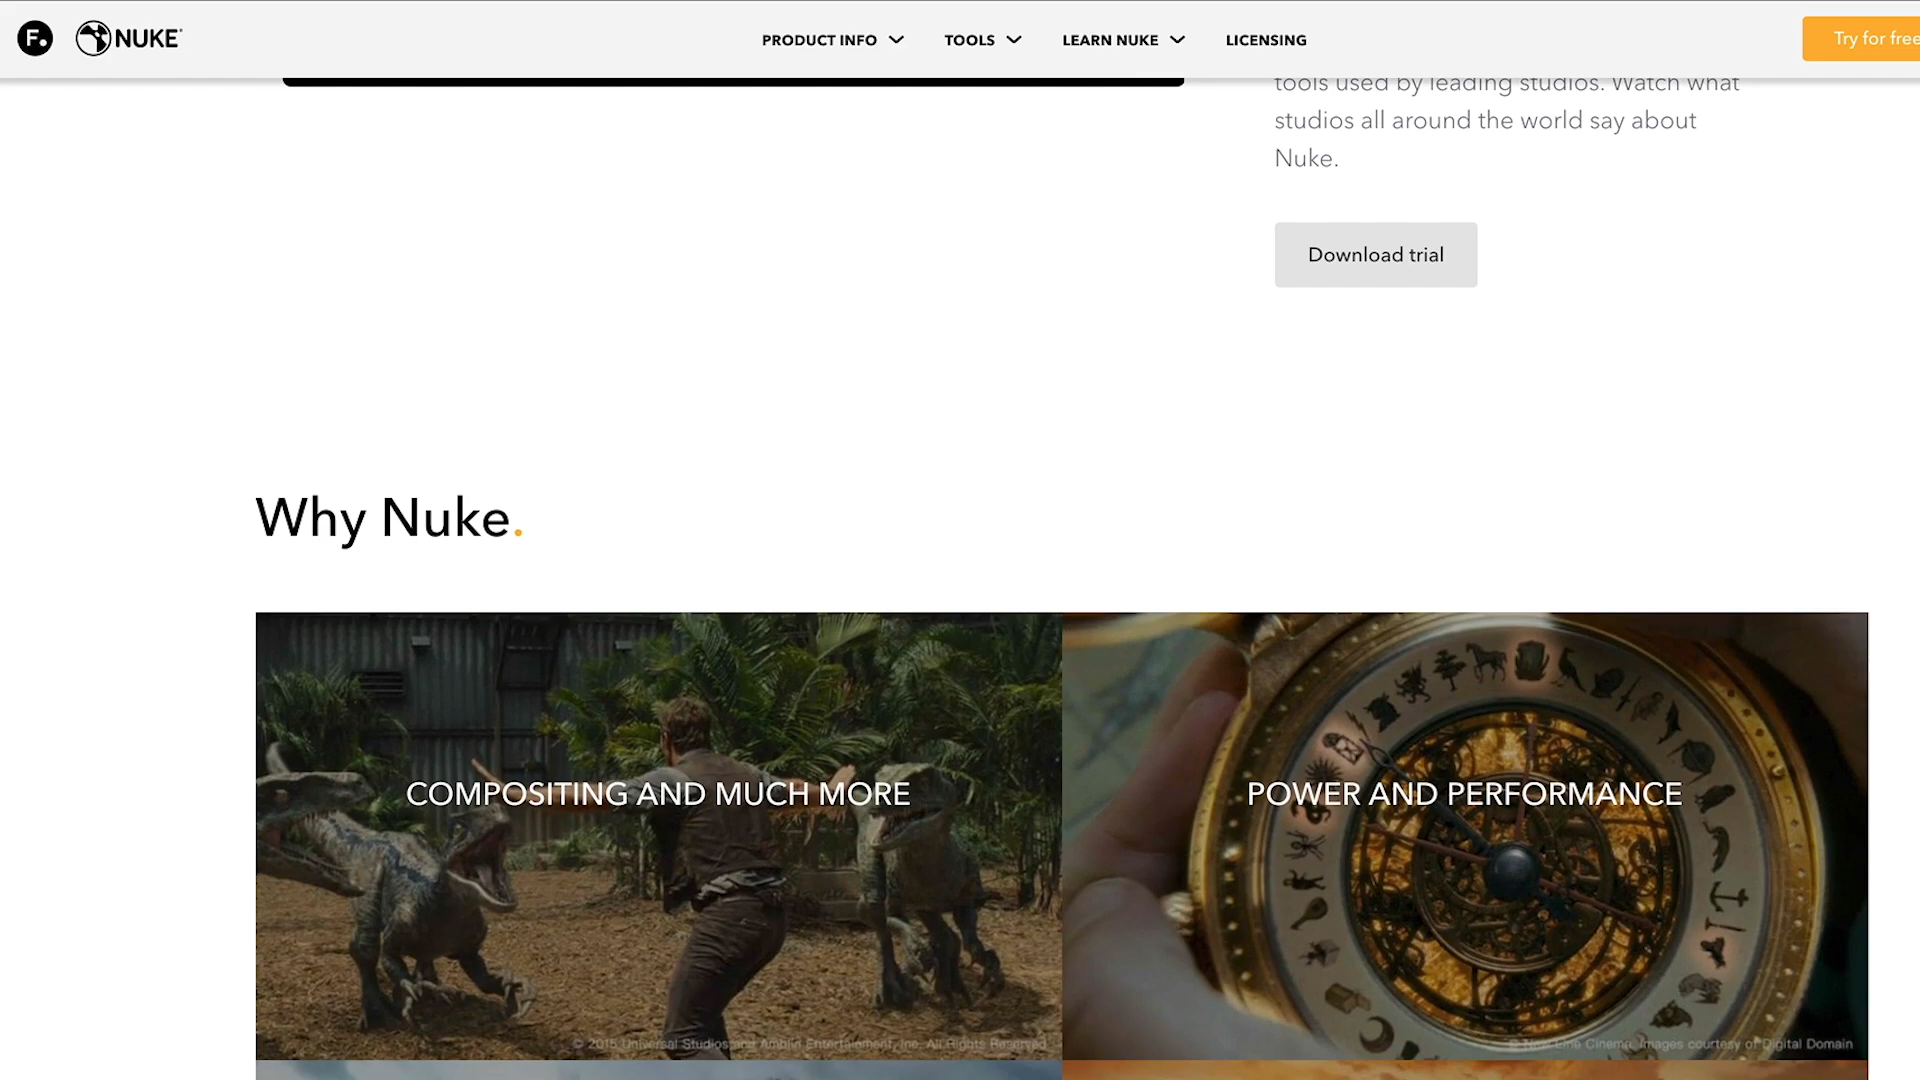 F.
NUKE
PRODUCT INFO
TOOLS
LEARN NUKE
LICENSING
Try for free
tools used by leading studios. Watch what
studios all around the world say about
Nuke.
Download trial
Why Nuke.
COMPOSITING AND MUCH MORE
POWER AND PERFORMANCE
© 2015 Universal Studios and Amblin Entertainment, Inc. All Rights Reserved
© New Line Cinema, Images courtesy of Digital Domain